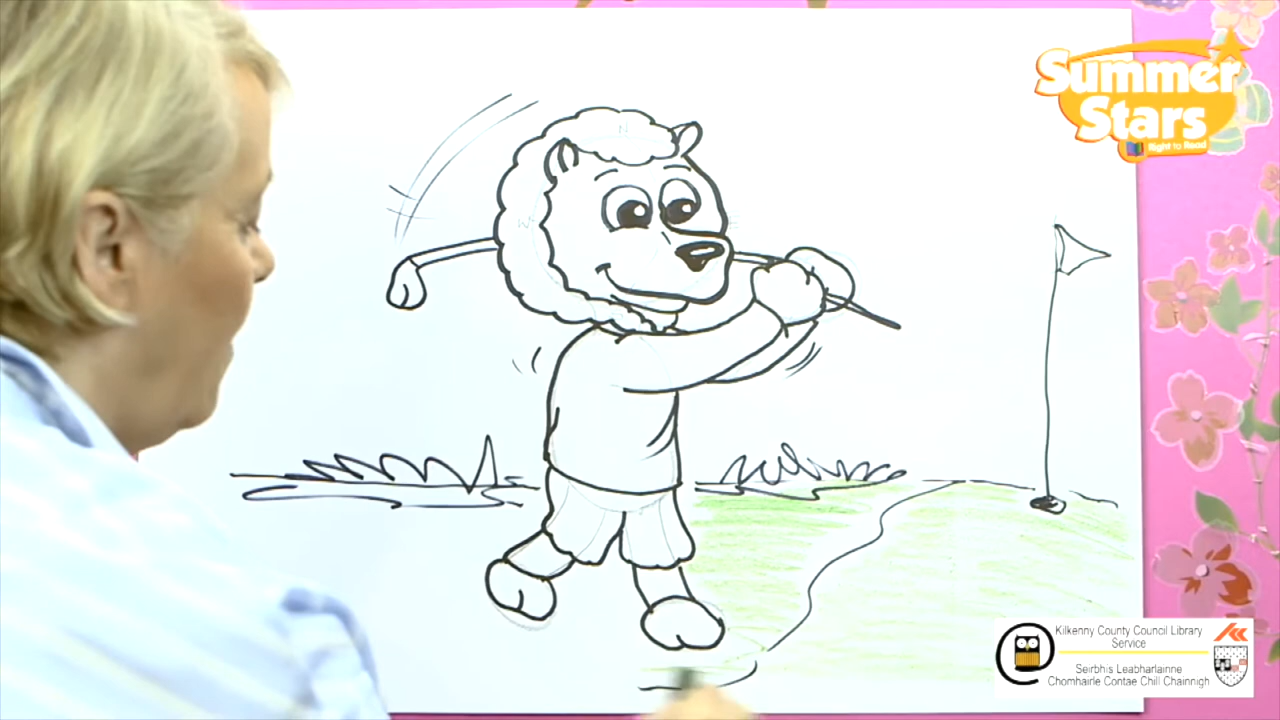 Summer
Stars
Right to Read
Kilkenny County Council Library
Service
Seirbhís Leabharlainne
Chomhairle Contae Chill Chainnigh